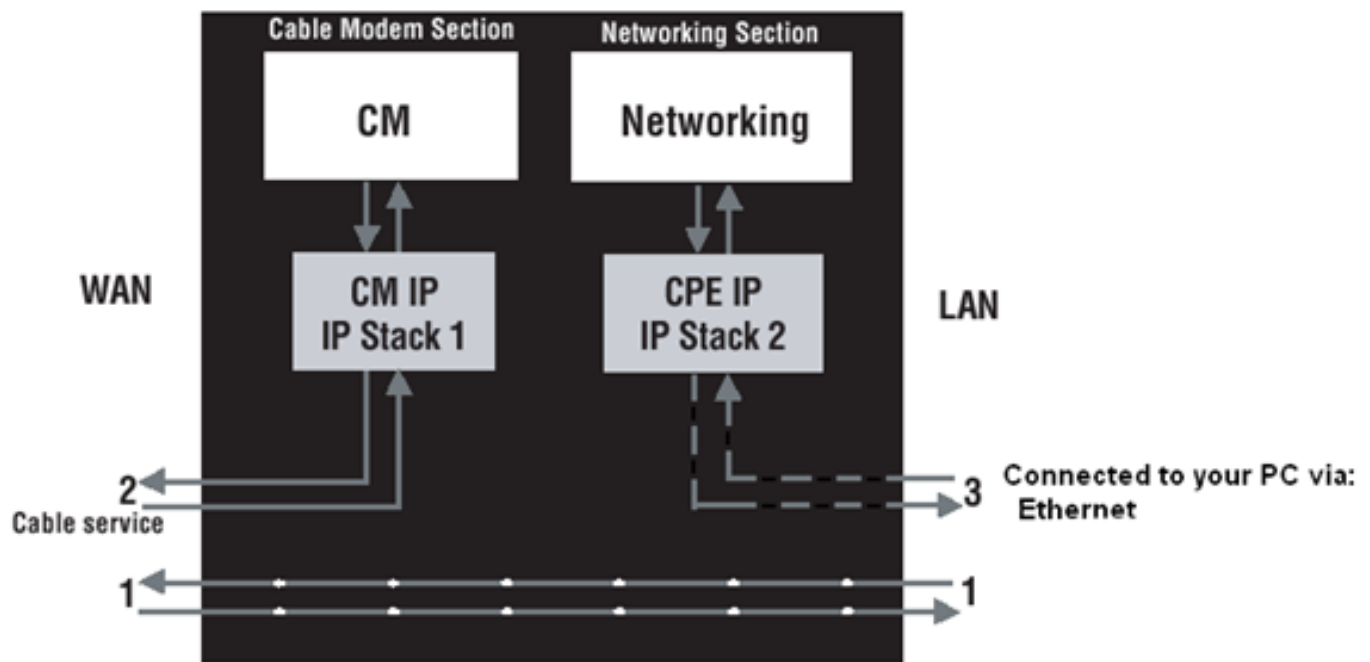 Cable Modem Section
Networking Section
CM
Networking
WAN
CM IP
IP Stack 1
CPE IP
IP Stack 2
LAN
2
Cable service
3
Connected to your PC via:
Ethernet
1
1